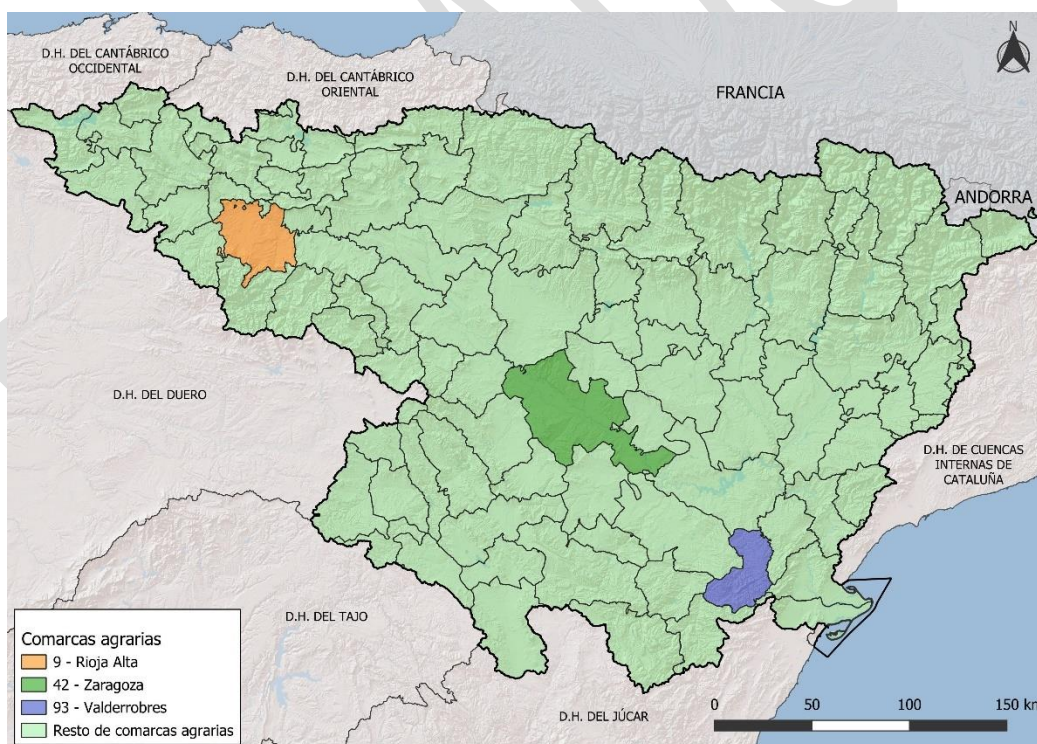 D.H. DEL CANTÁBRICO
OCCIDENTAL
D.H. DEL CANTÁBRICO
ORIENTAL
FRANCIA
N
ANDORRA
D.H. DEL DUERO
D.H. DE CUENCAS
INTERNAS DE
CATALUÑA
D.H. DEL TAJO
D.H. DEL JÚCAR
Comarcas agrarias
9 - Rioja Alta
42 - Zaragoza
93 - Valderrobres
Resto de comarcas agrarias
0 50 100 150 km